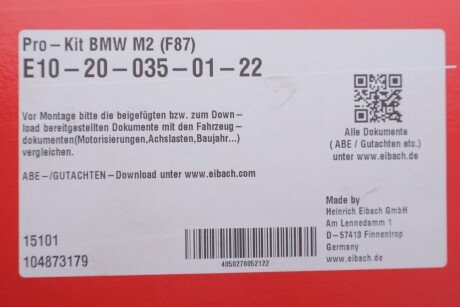 Pro – Kit BMW M2 (F87)
E10 – 20 – 035 – 01 – 22
Vor Montage bitte die beigefügten bzw. zum Down –
load bereitgestellten Dokumente mit den Fahrzeug –
dokumenten(Motorisierungen,Achslasten,Baujahr...)
vergleichen.
ABE – /GUTACHTEN – Download unter www.eibach.com
Alle Dokumente
( ABE / Gutachten etc.)
unter www.eibach.de
15101
104873179
4050278052122
Made by
Heinrich Eibach GmbH
Am Lennedamm 1
D – 57413 Finnentrop
Germany
www.eibach.de